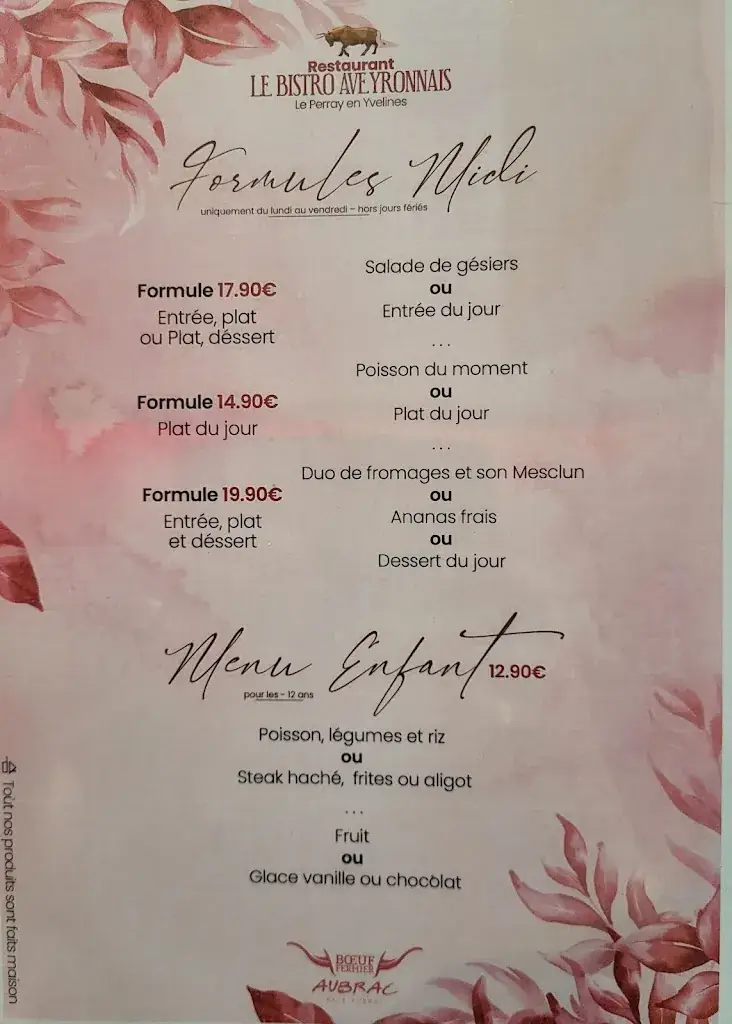 Restaurant
LE BISTRO AVEYRONNAIS
Le Perray en Yvelines
Formules Midi
uniquement du lundi au vendredi – hors jours fériés
Formule 17.90€
Entrée, plat
ou Plat, déssert
Formule 14.90€
Plat du jour
Formule 19.90€
Entrée, plat
et déssert
Salade de gésiers
ou
Entrée du jour
...
Poisson du moment
ou
Plat du jour
...
Duo de fromages et son Mesclun
ou
Ananas frais
ou
Dessert du jour
Menu Enfant 12.90€
pour les - 12 ans
Poisson, légumes et riz
ou
Steak haché, frites ou aligot
...
Fruit
ou
Glace vanille ou chocolat
BŒUF
FERMIER
AUBRAC
Tout nos produits sont faits maison